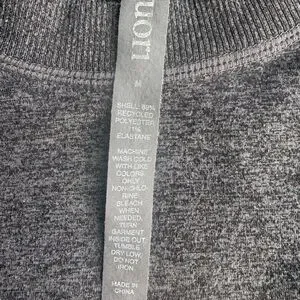 HON
M
SHELL: 89%
RECYCLED
POLYESTER
11%
ELASTANE
MACHINE
WASH COLD
WITH LIKE
COLORS.
ONLY
NON-CHLO
RINE
BLEACH
WHEN
NEEDED.
TURN
GARMENT
INSIDE OUT.
TUMBLE
DRY LOW.
DO NOT
IRON.
MADE IN
CHINA